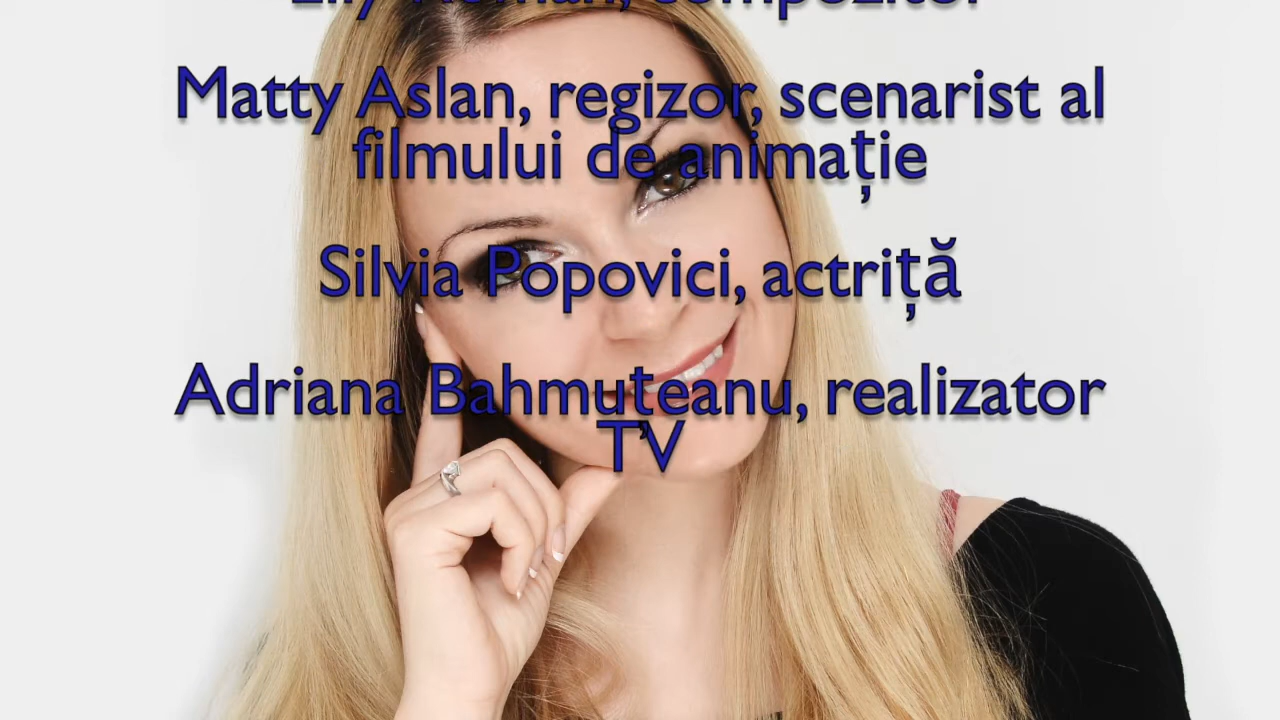 Matty Aslan, regizor, scenarist al
filmului de animație
Silvia Popovici, actriță
Adriana Bahmuțeanu, realizator
TV